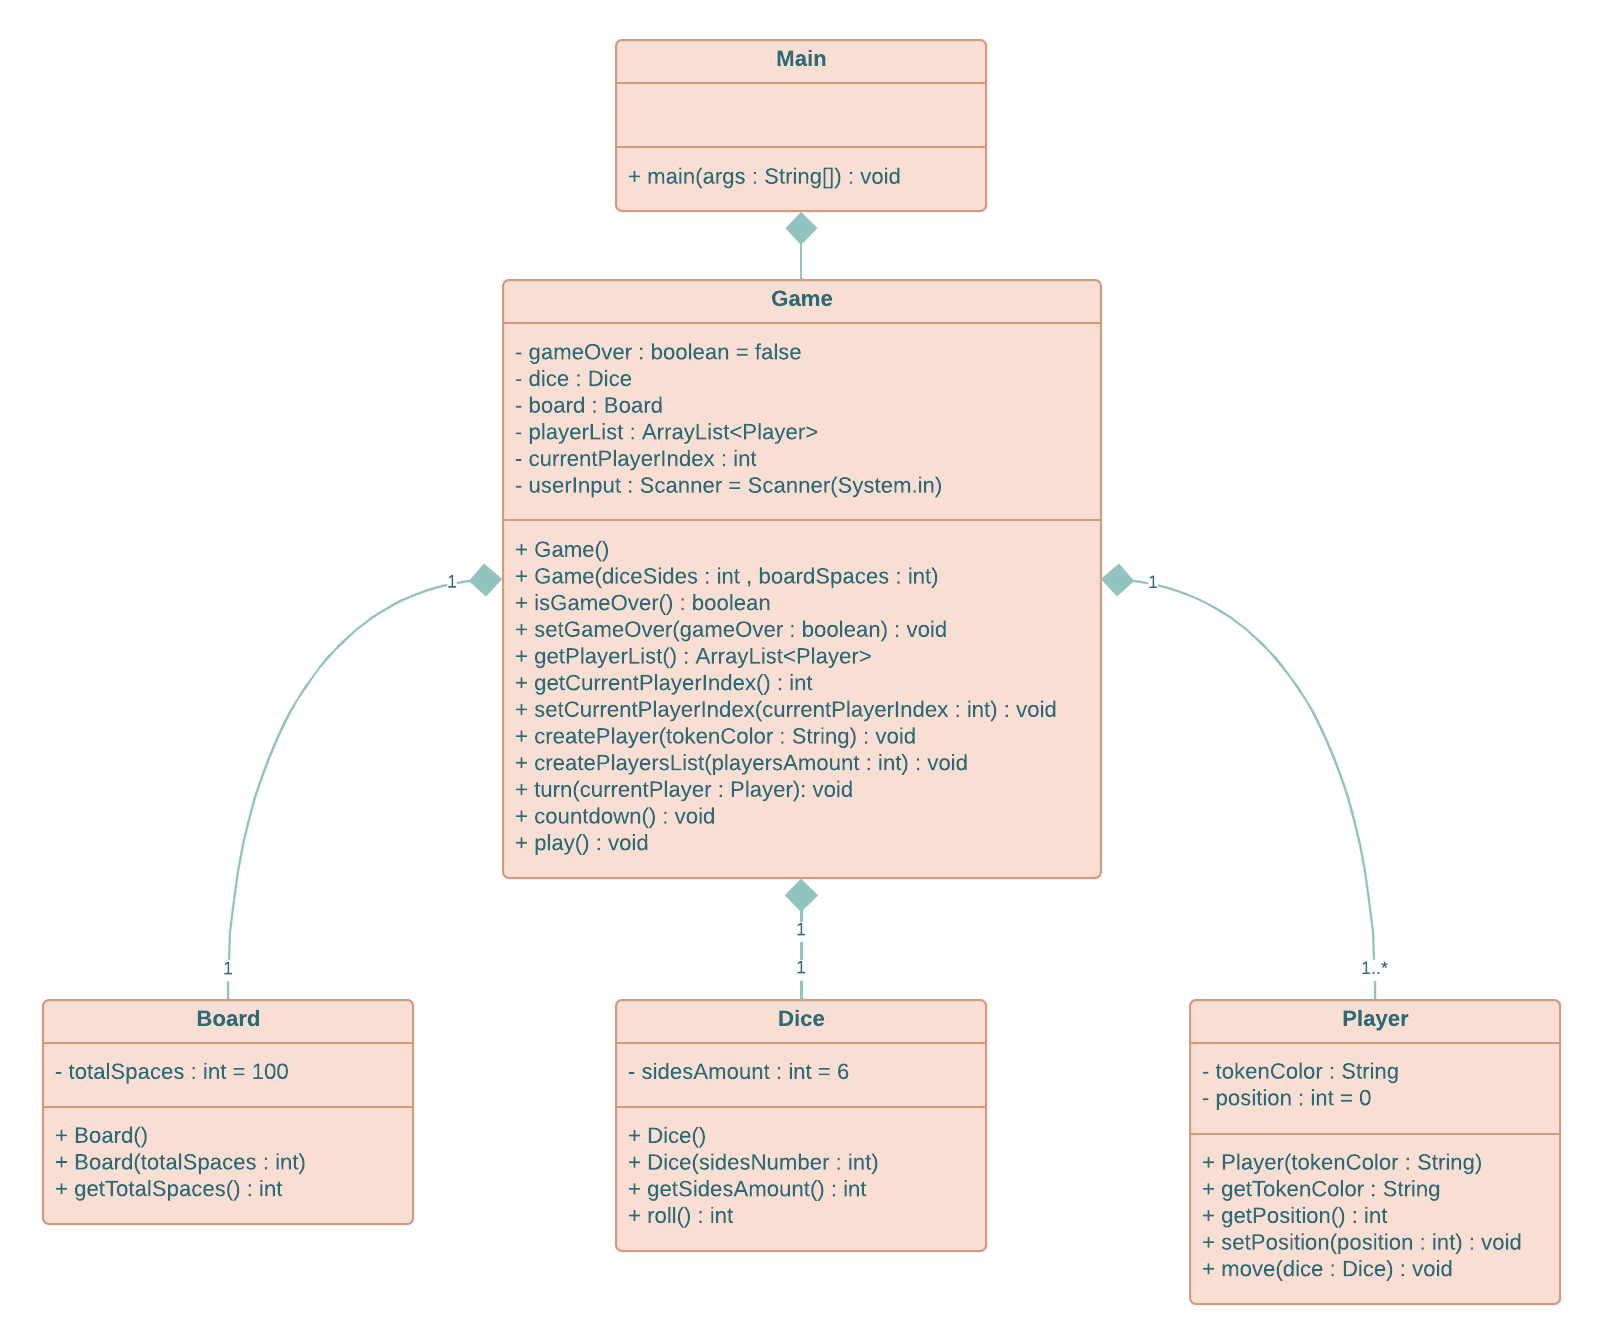 Main
+ main(args : String[]) : void
Game
- gameOver : boolean = false
- dice : Dice
- board : Board
- playerList : ArrayList<Player>
- currentPlayerIndex : int
- userInput : Scanner = Scanner(System.in)
+ Game()
+ Game(diceSides : int , boardSpaces : int)
+ isGameOver() : boolean
+ setGameOver(gameOver : boolean) : void
+ getPlayerList() : ArrayList<Player>
+ getCurrentPlayerIndex() : int
+ setCurrentPlayerIndex(currentPlayerIndex : int) : void
+ createPlayer(tokenColor : String) : void
+ createPlayersList(playersAmount : int) : void
+ turn(currentPlayer : Player): void
+ countdown() : void
+ play() : void
1
1
1
1
1
1..*
Board
- totalSpaces : int = 100
+ Board()
+ Board(totalSpaces : int)
+ getTotalSpaces() : int
Dice
- sidesAmount : int = 6
+ Dice()
+ Dice(sidesNumber : int)
+ getSidesAmount() : int
+ roll() : int
Player
- tokenColor : String
- position : int = 0
+ Player(tokenColor : String)
+ getTokenColor : String
+ getPosition() : int
+ setPosition(position : int) : void
+ move(dice : Dice) : void